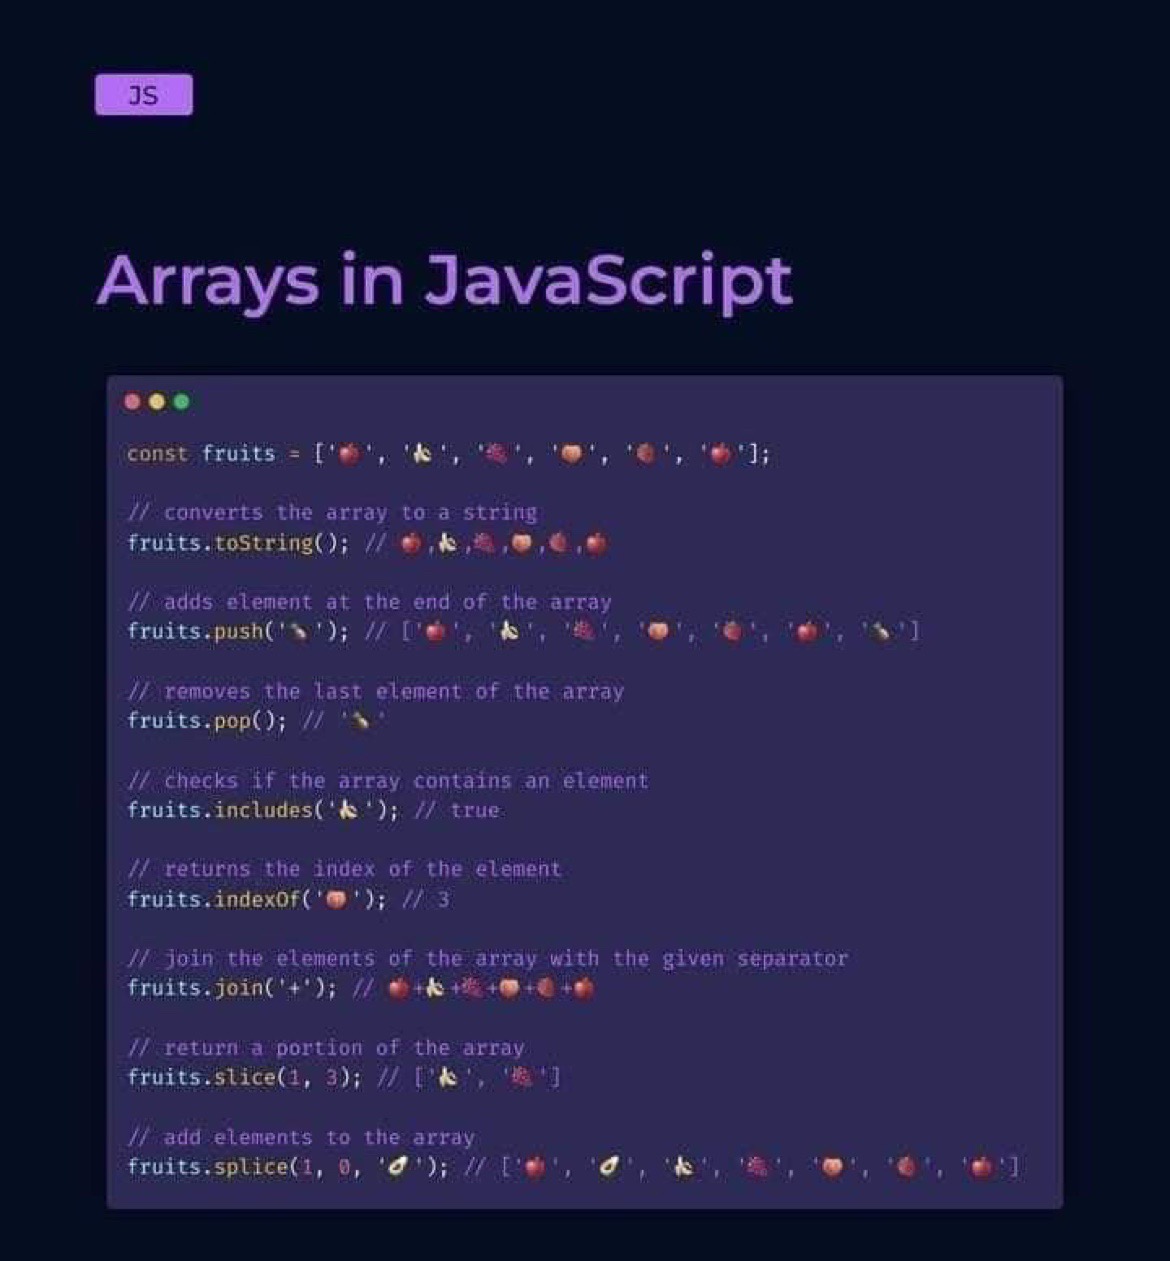 JS
Arrays in JavaScript
const fruits = ['🍎', '🍌', '🍇', '🍑', '🍓', '🍎'];
// converts the array to a string
fruits.toString(); // 🍎,🍌,🍇,🍑,🍓,🍎
// adds element at the end of the array
fruits.push('🍾'); // ['🍎', '🍌', '🍇', '🍑', '🍓', '🍎', '🍾']
// removes the last element of the array
fruits.pop(); // '🍾'
// checks if the array contains an element
fruits.includes('🍌'); // true
// returns the index of the element
fruits.indexOf('🍑'); // 3
// join the elements of the array with the given separator
fruits.join('+'); // 🍎+🍌+🍇+🍑+🍓+🍎
// return a portion of the array
fruits.slice(1, 3); // ['🍌', '🍇']
// add elements to the array
fruits.splice(1, 0, '🥑'); // ['🍎', '🥑', '🍌', '🍇', '🍑', '🍓', '🍎']